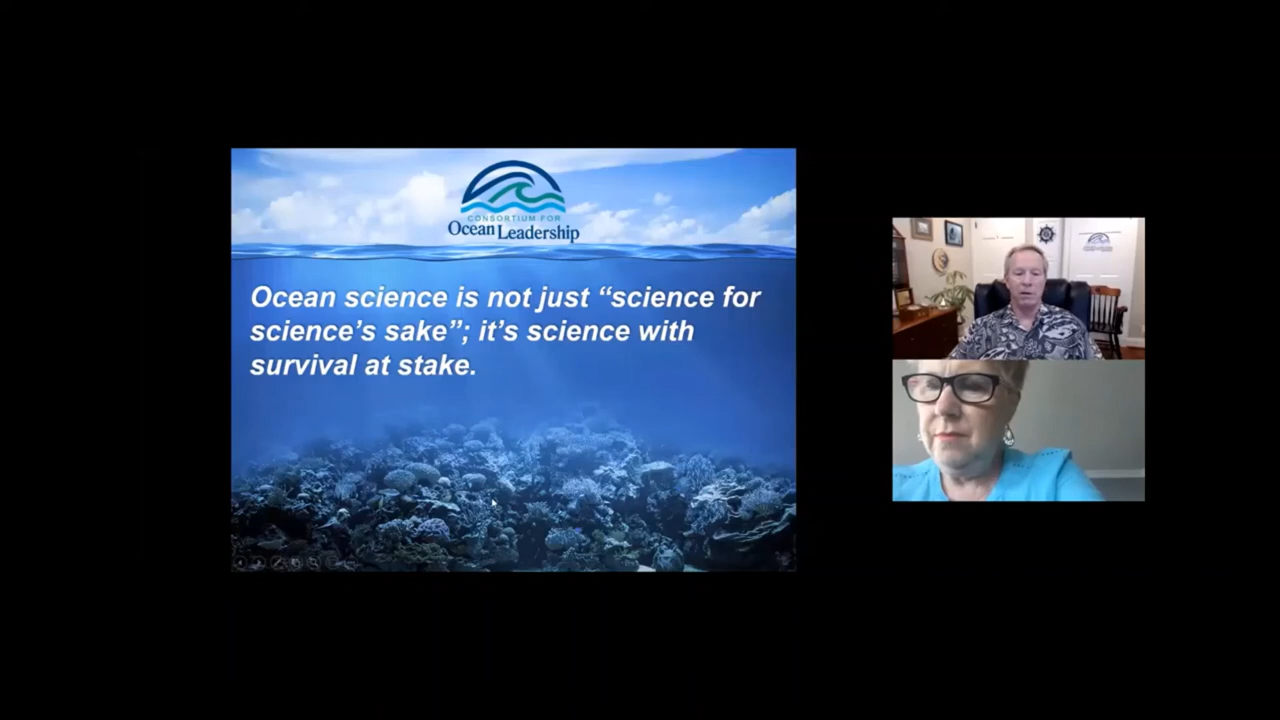 CONSORTIUM FOR
Ocean Leadership
Ocean science is not just “science for
science’s sake”; it’s science with
survival at stake.